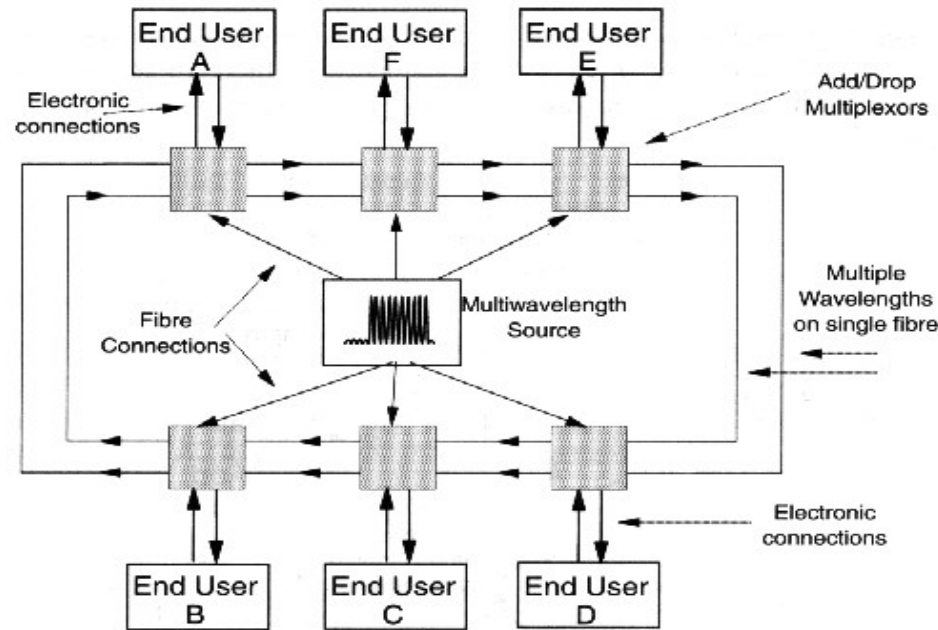 End User
A
End User
F
End User
E
Electronic
connections
Add/Drop
Multiplexors
Multiwavelength
Source
Fibre
Connections
Multiple
Wavelengths
on single fibre
Electronic
connections
End User
B
End User
C
End User
D